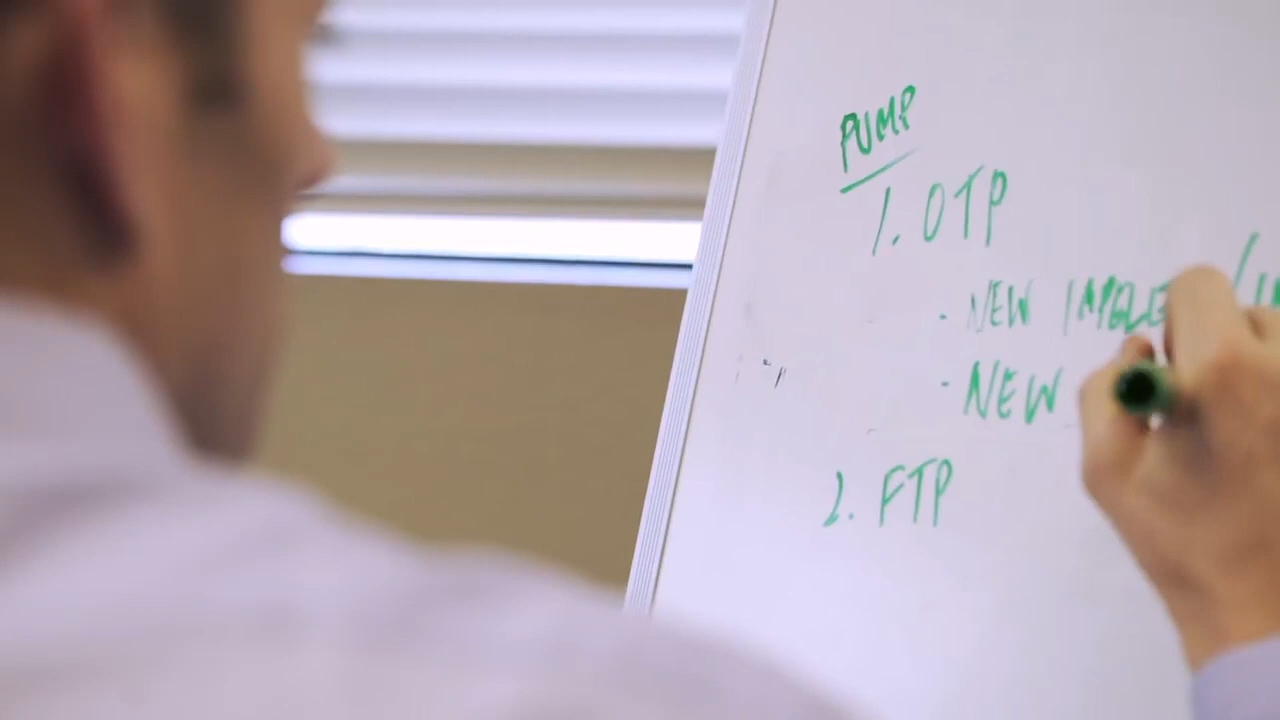 PUMP
1. OTP
- NEW
- NEW
2. FTP